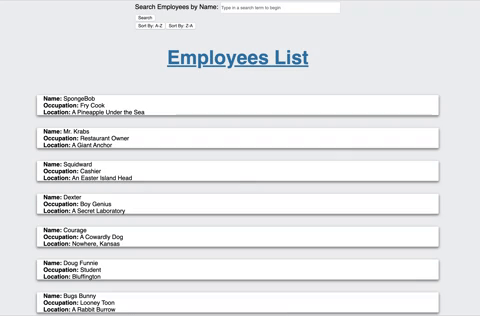 Search Employees by Name: Type in a search term to begin
Search
Sort By: A-Z Sort By: Z-A
Employees List
Name: SpongeBob
Occupation: Fry Cook
Location: A Pineapple Under the Sea
Name: Mr. Krabs
Occupation: Restaurant Owner
Location: A Giant Anchor
Name: Squidward
Occupation: Cashier
Location: An Easter Island Head
Name: Dexter
Occupation: Boy Genius
Location: A Secret Laboratory
Name: Courage
Occupation: A Cowardly Dog
Location: Nowhere, Kansas
Name: Doug Funnie
Occupation: Student
Location: Bluffington
Name: Bugs Bunny
Occupation: Looney Toon
Location: A Rabbit Burrow